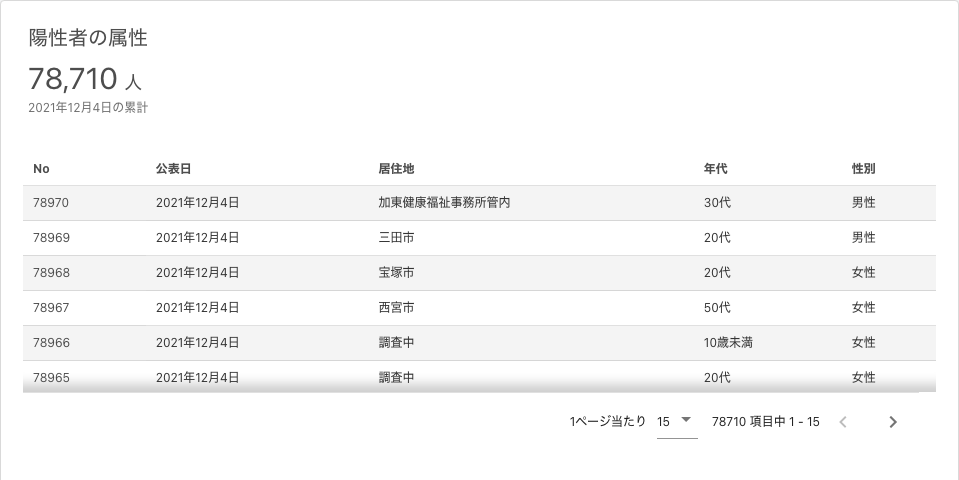 陽性者の属性
78,710 人
2021年12月4日の累計
No 公表日 居住地 年代 性別
78970 2021年12月4日 加東健康福祉事務所管内 30代 男性
78969 2021年12月4日 三田市 20代 男性
78968 2021年12月4日 宝塚市 20代 女性
78967 2021年12月4日 西宮市 50代 女性
78966 2021年12月4日 調査中 10歳未満 女性
78965 2021年12月4日 調査中 20代 女性
1ページ当たり 15 78710 項目中 1 - 15